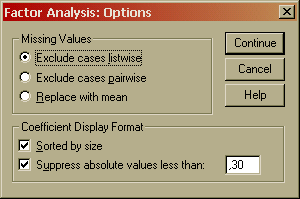 Factor Analysis: Options
Missing Values
Exclude cases listwise
Exclude cases pairwise
Replace with mean
Continue
Cancel
Help
Coefficient Display Format
Sorted by size
Suppress absolute values less than: ,30